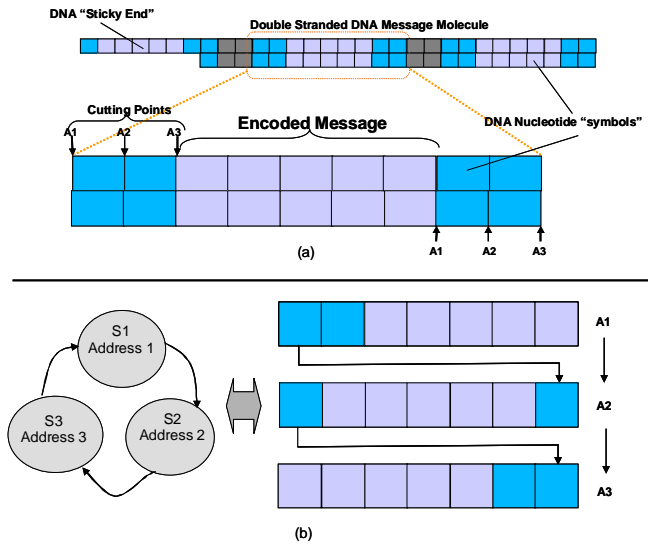 DNA “Sticky End”
Double Stranded DNA Message Molecule
Cutting Points
A1 A2 A3
Encoded Message
DNA Nucleotide “symbols”
A1 A2 A3
(a)
S1
Address 1
S3
Address 3
S2
Address 2
A1
A2
A3
(b)